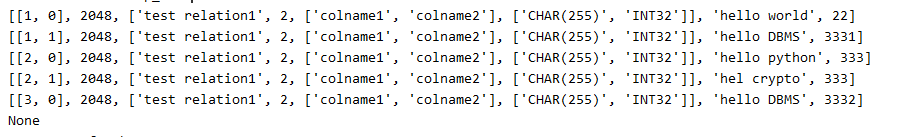 [[1, 0], 2048, ['test relation1', 2, ['colname1', 'colname2'], ['CHAR(255)', 'INT32']], 'hello world', 22]
[[1, 1], 2048, ['test relation1', 2, ['colname1', 'colname2'], ['CHAR(255)', 'INT32']], 'hello DBMS', 3331]
[[2, 0], 2048, ['test relation1', 2, ['colname1', 'colname2'], ['CHAR(255)', 'INT32']], 'hello python', 333]
[[2, 1], 2048, ['test relation1', 2, ['colname1', 'colname2'], ['CHAR(255)', 'INT32']], 'hel crypto', 333]
[[3, 0], 2048, ['test relation1', 2, ['colname1', 'colname2'], ['CHAR(255)', 'INT32']], 'hello DBMS', 3332]
None